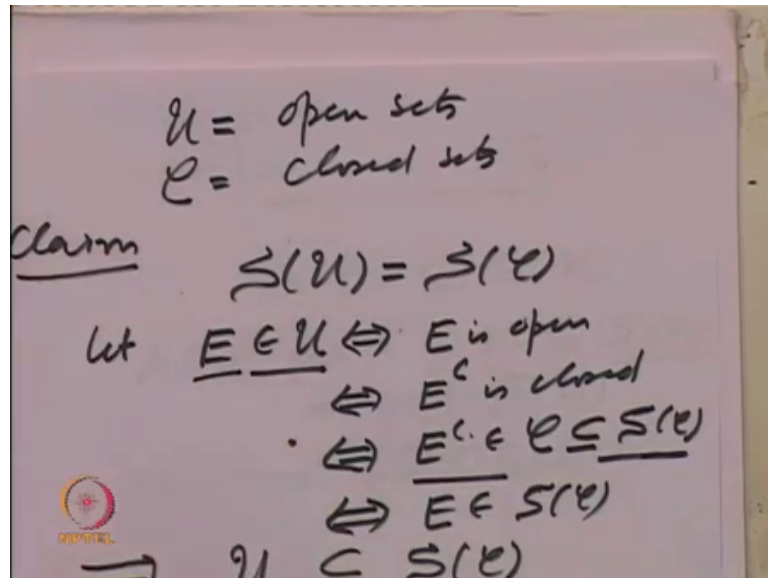 𝒰 = open sets
𝒞 = closed sets
Claim S(𝒰) = S(𝒞)
let E ∈ 𝒰 ⇔ E is open
⇔ E^c is closed
⇔ E^c ∈ 𝒞 ⊆ S(𝒞)
⇔ E ∈ S(𝒞)
⟹ 𝒰 ⊆ S(𝒞)
NPTEL